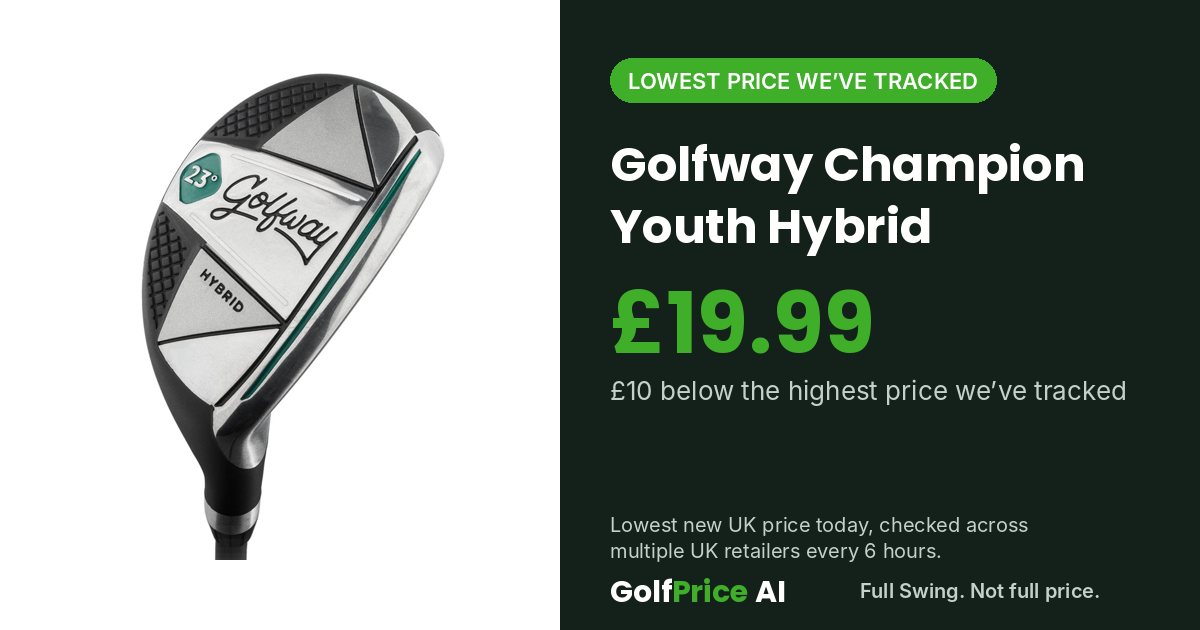 23°
Golfway
HYBRID
LOWEST PRICE WE’VE TRACKED
Golfway Champion
Youth Hybrid
£19.99
£10 below the highest price we’ve tracked
Lowest new UK price today, checked across
multiple UK retailers every 6 hours.
GolfPrice AI
Full Swing. Not full price.